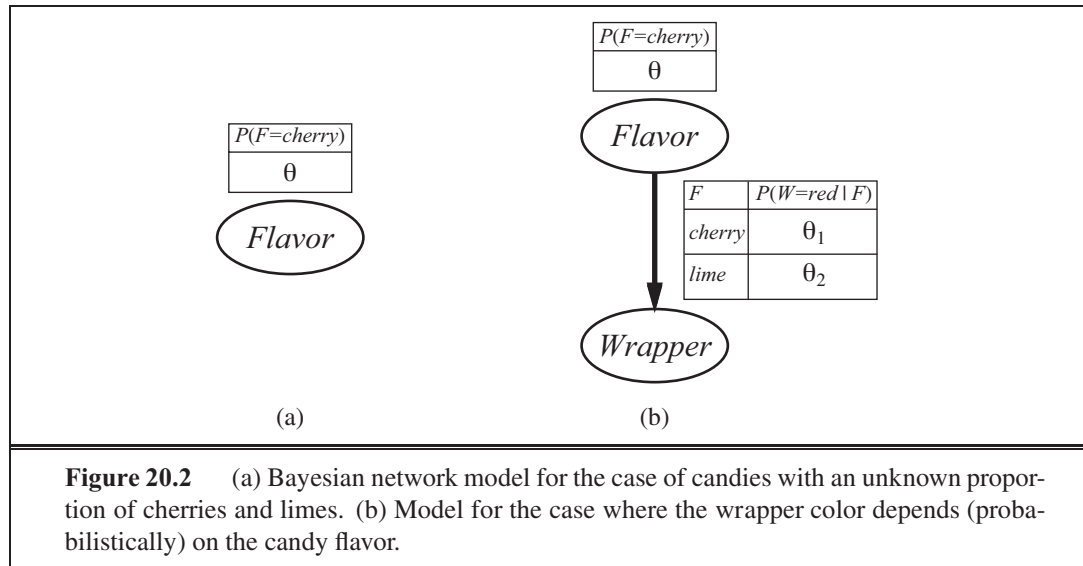 P(F=cherry)
θ
Flavor
(a)
P(F=cherry)
θ
Flavor
F P(W=red | F)
cherry θ₁
lime θ₂
Wrapper
(b)
Figure 20.2 (a) Bayesian network model for the case of candies with an unknown propor-
tion of cherries and limes. (b) Model for the case where the wrapper color depends (proba-
bilistically) on the candy flavor.